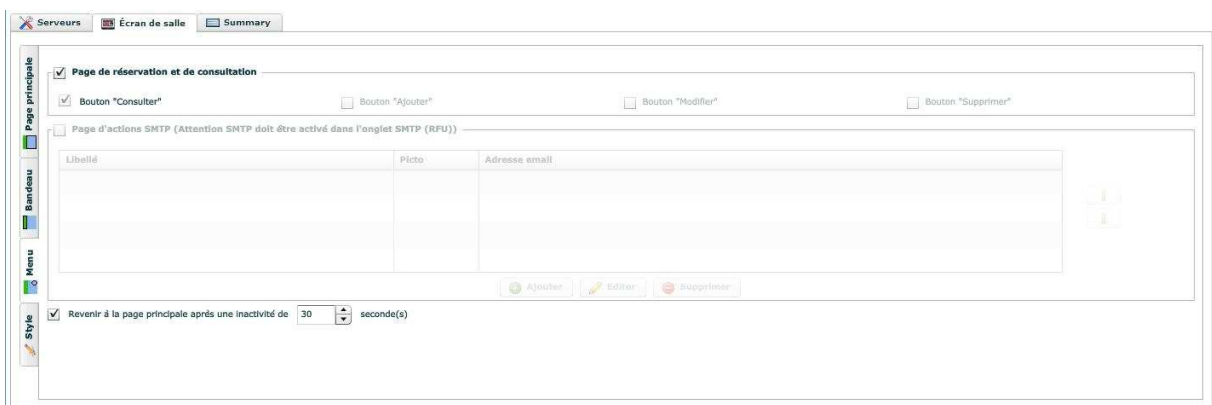 Serveurs
Écran de salle
Summary
Page principale
Bandeau
Menu
Style
Page de réservation et de consultation
Bouton "Consulter"
Bouton "Ajouter"
Bouton "Modifier"
Bouton "Supprimer"
Page d'actions SMTP (Attention SMTP doit être activé dans l'onglet SMTP (RFU))
Libellé
Picto
Adresse email
Ajouter
Editer
Supprimer
Revenir á la page principale aprés une inactivité de 30 seconde(s)